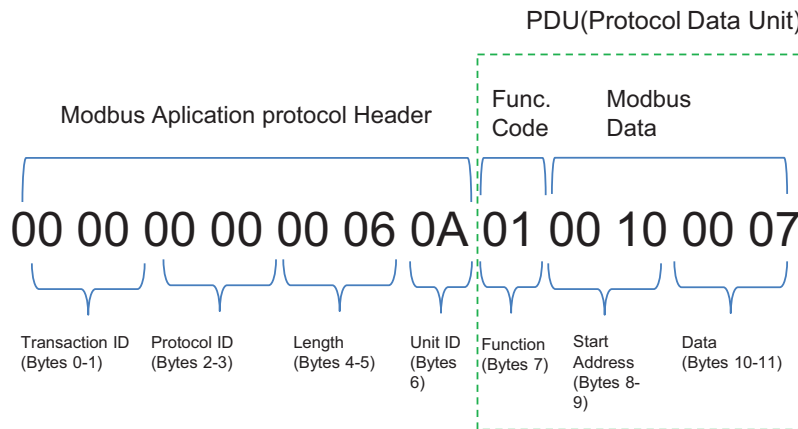 PDU(Protocol Data Unit)
Modbus Aplication protocol Header
Func.
Code
Modbus
Data
00 00 00 00 00 06 0A 01 00 10 00 07
Transaction ID
(Bytes 0-1)
Protocol ID
(Bytes 2-3)
Length
(Bytes 4-5)
Unit ID
(Bytes
6)
Function
(Bytes 7)
Start
Address
(Bytes 8-
9)
Data
(Bytes 10-11)